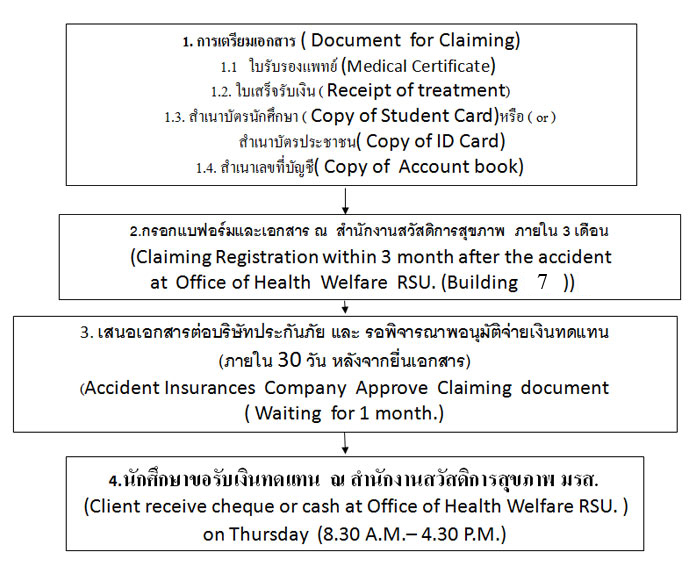 1. การเตรียมเอกสาร ( Document for Claiming)
1.1 ใบรับรองแพทย์ (Medical Certificate)
1.2. ใบเสร็จรับเงิน ( Receipt of treatment)
1.3. สำเนาบัตรนักศึกษา ( Copy of Student Card)หรือ ( or )
สำเนาบัตรประชาชน( Copy of ID Card)
1.4. สำเนาเลขที่บัญชี( Copy of Account book)
2.กรอกแบบฟอร์มและเอกสาร ณ สำนักงานสวัสดิการสุขภาพ ภายใน 3 เดือน
(Claiming Registration within 3 month after the accident
at Office of Health Welfare RSU. (Building 7 ))
3. เสนอเอกสารต่อบริษัทประกันภัย และ รอพิจารณาพอนุมัติจ่ายเงินทดแทน
(ภายใน 30 วัน หลังจากยื่นเอกสาร)
(Accident Insurances Company Approve Claiming document
( Waiting for 1 month.)
4.นักศึกษาขอรับเงินทดแทน ณ สำนักงานสวัสดิการสุขภาพ มรส.
(Client receive cheque or cash at Office of Health Welfare RSU. )
on Thursday (8.30 A.M.– 4.30 P.M.)